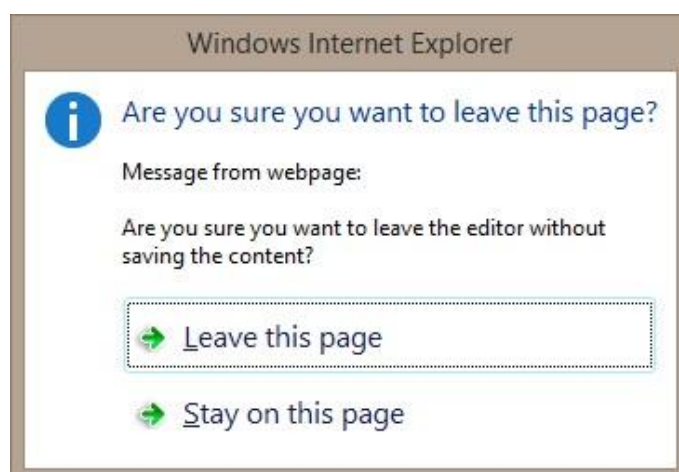 Windows Internet Explorer
Are you sure you want to leave this page?
Message from webpage:
Are you sure you want to leave the editor without
saving the content?
Leave this page
Stay on this page